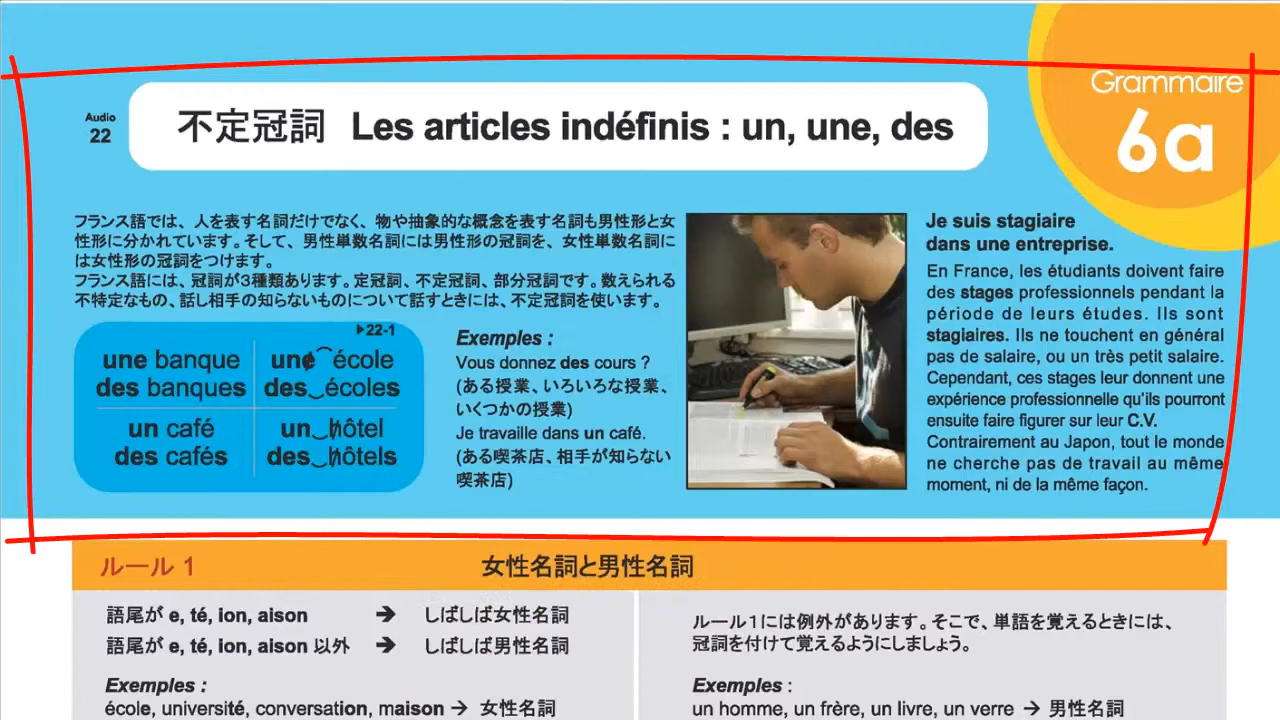 Grammaire
6a
Audio
22
不定冠詞 Les articles indéfinis : un, une, des
フランス語では、人を表す名詞だけでなく、物や抽象的な概念を表す名詞も男性形と女
性形に分かれています。そして、男性単数名詞には男性形の冠詞を、女性単数名詞に
は女性形の冠詞をつけます。
フランス語には、冠詞が3種類あります。定冠詞、不定冠詞、部分冠詞です。数えられる
不特定なもの、話し相手の知らないものについて話すときには、不定冠詞を使います。
▶22-1
une banque
des banques
une⁀école
des‿écoles
un café
des cafés
un‿hôtel
des‿hôtels
Exemples :
Vous donnez des cours ?
(ある授業、いろいろな授業、
いくつかの授業)
Je travaille dans un café.
(ある喫茶店、相手が知らない
喫茶店)
Je suis stagiaire
dans une entreprise.
En France, les étudiants doivent faire
des stages professionnels pendant la
période de leurs études. Ils sont
stagiaires. Ils ne touchent en général
pas de salaire, ou un très petit salaire.
Cependant, ces stages leur donnent une
expérience professionnelle qu'ils pourront
ensuite faire figurer sur leur C.V.
Contrairement au Japon, tout le monde
ne cherche pas de travail au même
moment, ni de la même façon.
ルール 1 女性名詞と男性名詞
語尾が e, té, ion, aison → しばしば女性名詞
語尾が e, té, ion, aison 以外 → しばしば男性名詞
Exemples :
école, université, conversation, maison → 女性名詞
ルール1には例外があります。そこで、単語を覚えるときには、
冠詞を付けて覚えるようにしましょう。
Exemples :
un homme, un frère, un livre, un verre → 男性名詞